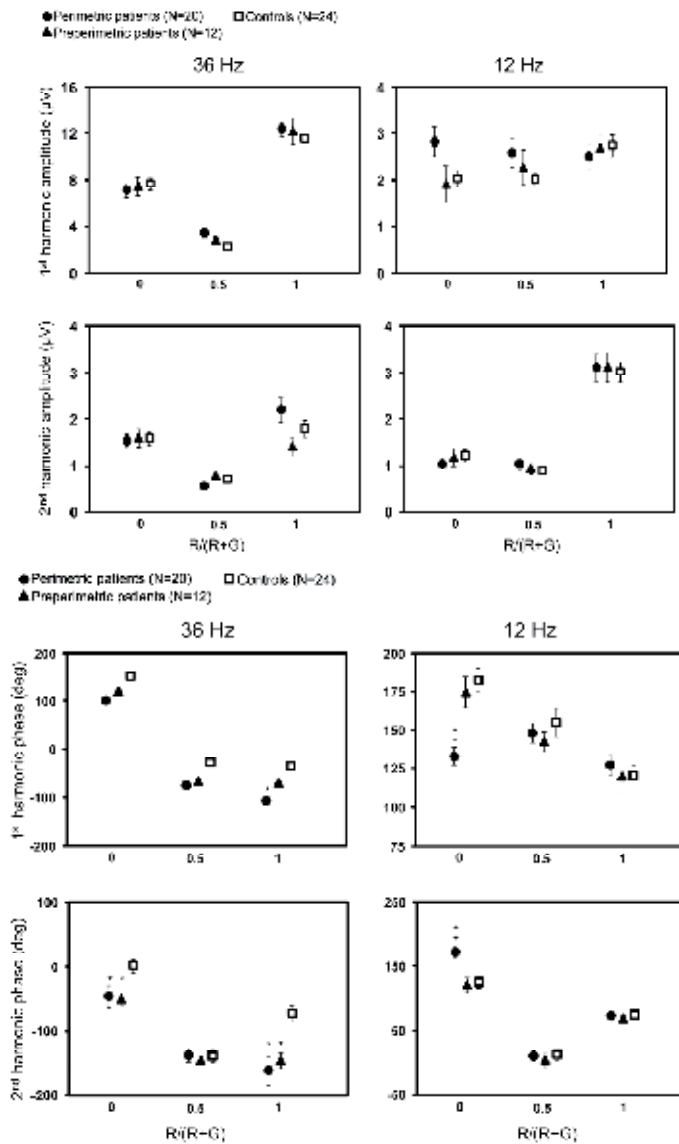 ● Perimetric patients (N=20) □ Controls (N=24)
▲ Preperimetric patients (N=12)
36 Hz 12 Hz
1st harmonic amplitude (µV)
16
12
8
4
0
0 0.5 1
4
3
2
1
0
0 0.5 1
2nd harmonic amplitude (µV)
4
3
2
1
0
0 0.5 1
R/(R+G)
4
3
2
1
0
0 0.5 1
R/(R+G)
● Perimetric patients (N=20) □ Controls (N=24)
▲ Preperimetric patients (N=12)
36 Hz 12 Hz
1st harmonic phase (deg)
200
100
0
-100
-200
0 0.5 1
200
175
150
125
100
75
0 0.5 1
2nd harmonic phase (deg)
100
0
-100
-200
0 0.5 1
R/(R+G)
250
150
50
-50
0 0.5 1
R/(R+G)